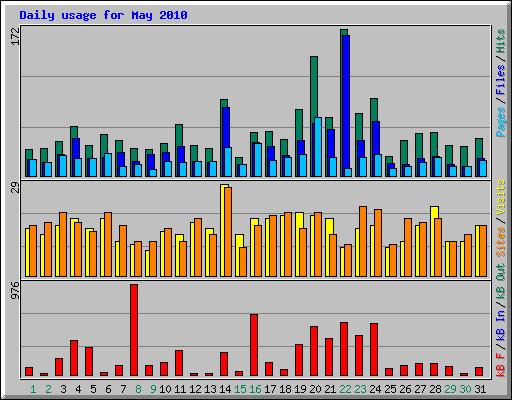 Daily usage for May 2010
172
Pages / Files / Hits
29
Sites / Visits
976
kB F / kB In / kB Out
1 2 3 4 5 6 7 8 9 10 11 12 13 14 15 16 17 18 19 20 21 22 23 24 25 26 27 28 29 30 31